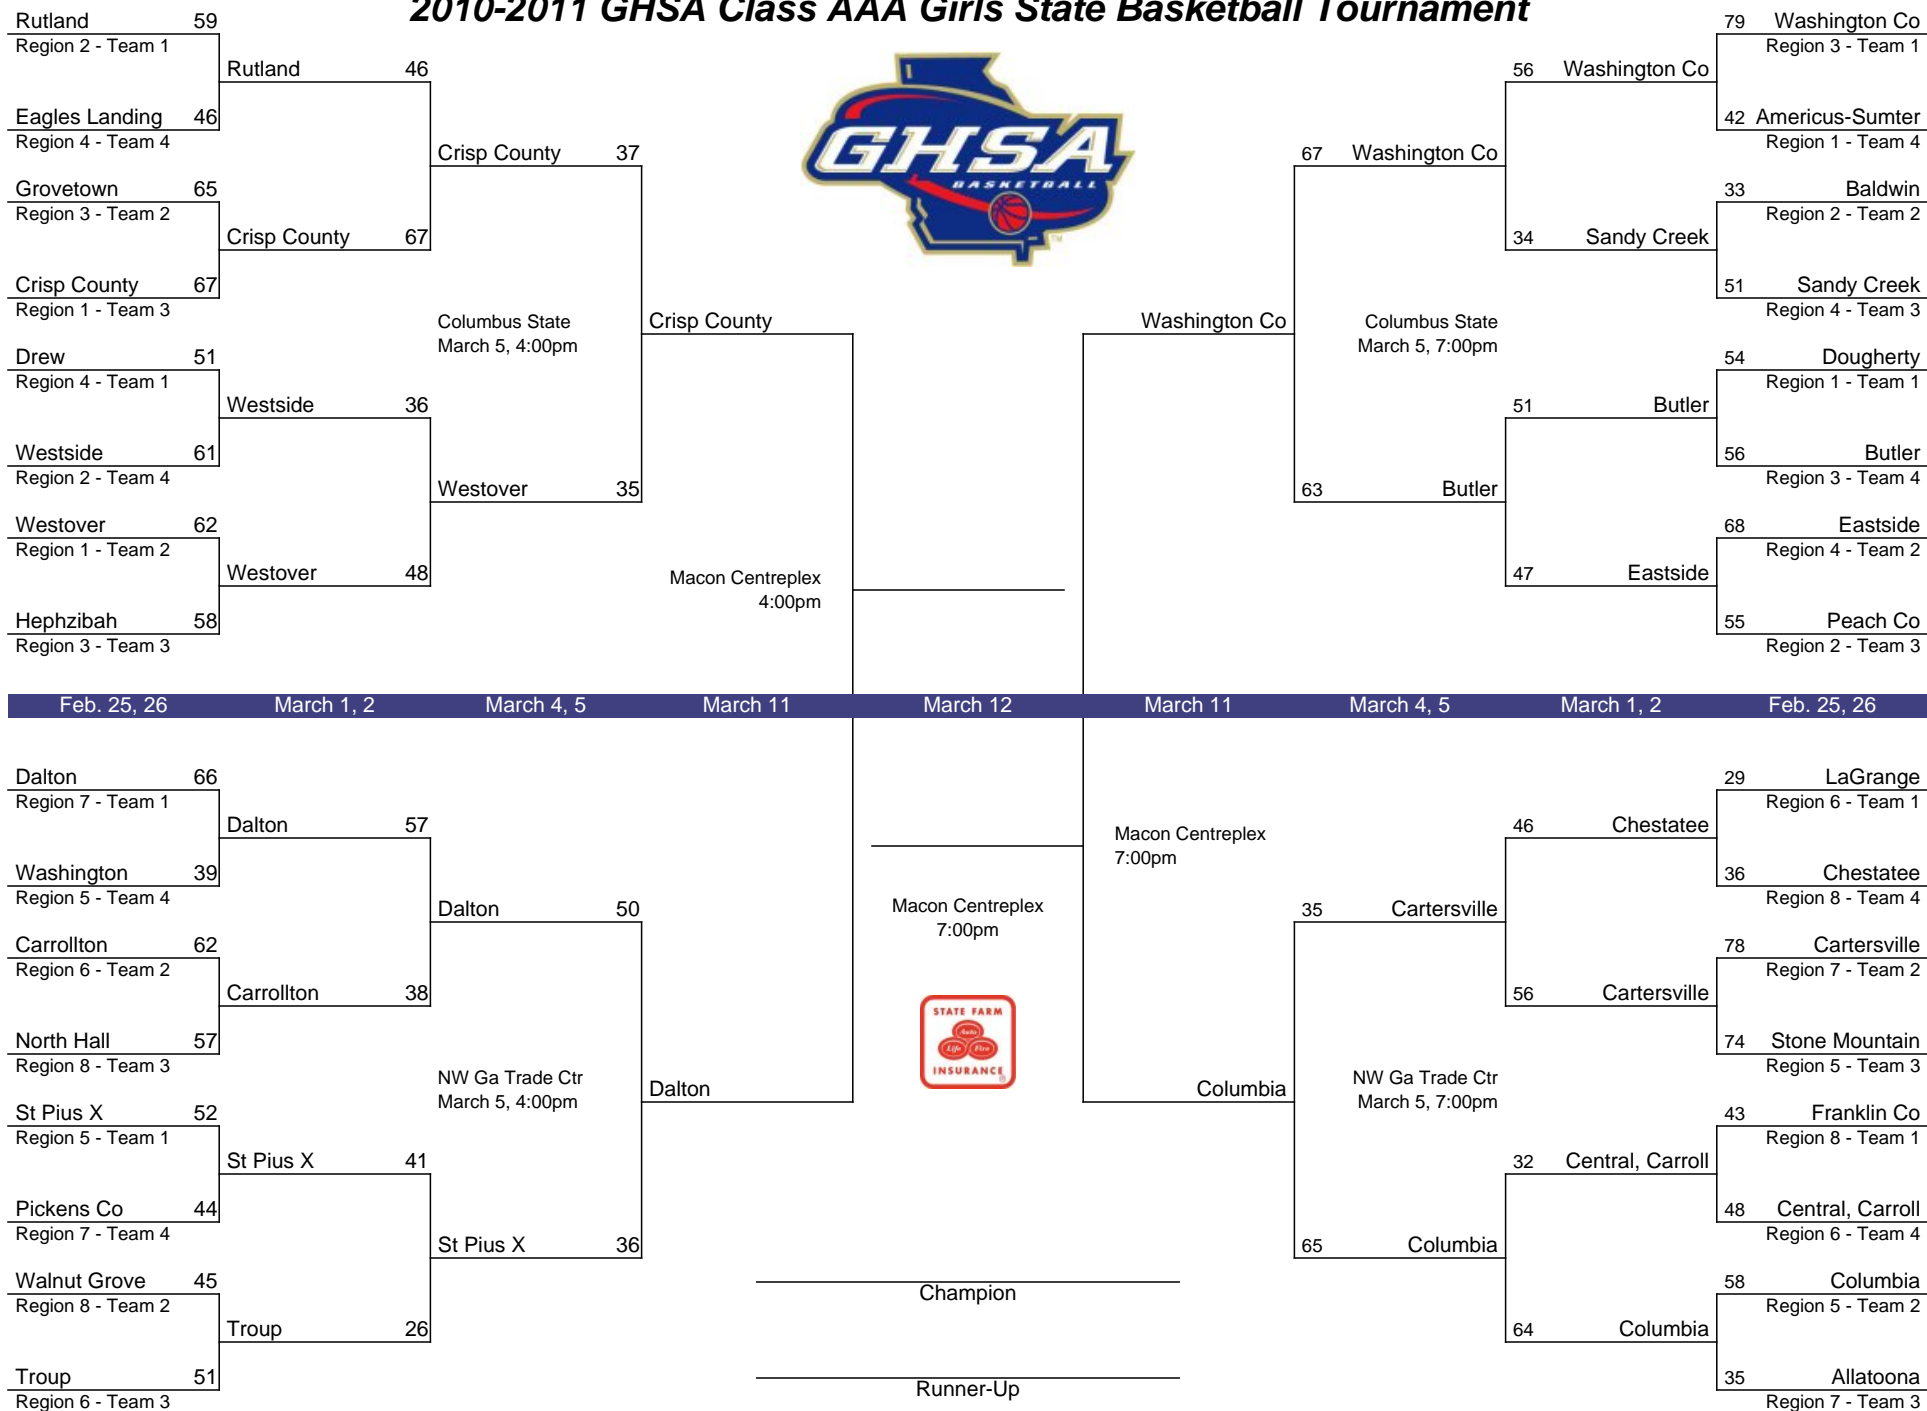 2010-2011 GHSA Class AAA Girls State Basketball Tournament
Rutland 59
Region 2 - Team 1
Rutland 46
Eagles Landing 46
Region 4 - Team 4
Crisp County 37
Grovetown 65
Region 3 - Team 2
Crisp County 67
Crisp County 67
Region 1 - Team 3
Columbus State
March 5, 4:00pm
Crisp County
Drew 51
Region 4 - Team 1
Westside 36
Westside 61
Region 2 - Team 4
Westover 35
Westover 62
Region 1 - Team 2
Westover 48
Hephzibah 58
Region 3 - Team 3
Macon Centreplex
4:00pm
GHSA
BASKETBALL
TM
79 Washington Co
Region 3 - Team 1
56 Washington Co
42 Americus-Sumter
Region 1 - Team 4
67 Washington Co
33 Baldwin
Region 2 - Team 2
34 Sandy Creek
51 Sandy Creek
Region 4 - Team 3
Washington Co
Columbus State
March 5, 7:00pm
54 Dougherty
Region 1 - Team 1
51 Butler
56 Butler
Region 3 - Team 4
63 Butler
68 Eastside
Region 4 - Team 2
47 Eastside
55 Peach Co
Region 2 - Team 3
Feb. 25, 26 March 1, 2 March 4, 5 March 11 March 12 March 11 March 4, 5 March 1, 2 Feb. 25, 26
Dalton 66
Region 7 - Team 1
Dalton 57
Washington 39
Region 5 - Team 4
Dalton 50
Carrollton 62
Region 6 - Team 2
Carrollton 38
North Hall 57
Region 8 - Team 3
NW Ga Trade Ctr
March 5, 4:00pm
Dalton
St Pius X 52
Region 5 - Team 1
St Pius X 41
Pickens Co 44
Region 7 - Team 4
St Pius X 36
Walnut Grove 45
Region 8 - Team 2
Troup 26
Troup 51
Region 6 - Team 3
Macon Centreplex
7:00pm
STATE FARM
Auto
Life Fire
INSURANCE
®
Champion
Runner-Up
Macon Centreplex
7:00pm
29 LaGrange
Region 6 - Team 1
46 Chestatee
36 Chestatee
Region 8 - Team 4
35 Cartersville
78 Cartersville
Region 7 - Team 2
56 Cartersville
74 Stone Mountain
Region 5 - Team 3
Columbia
NW Ga Trade Ctr
March 5, 7:00pm
43 Franklin Co
Region 8 - Team 1
32 Central, Carroll
48 Central, Carroll
Region 6 - Team 4
65 Columbia
58 Columbia
Region 5 - Team 2
64 Columbia
35 Allatoona
Region 7 - Team 3